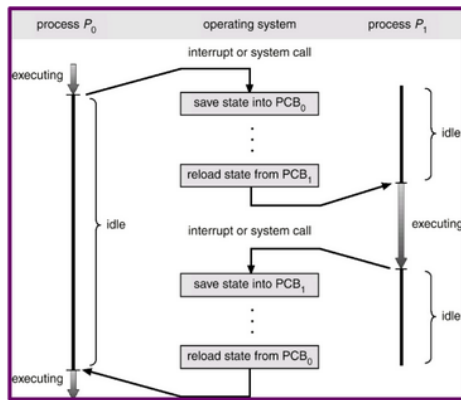 process P0 operating system process P1
interrupt or system call
executing
save state into PCB0
idle
reload state from PCB1
idle
interrupt or system call
executing
save state into PCB1
idle
reload state from PCB0
executing